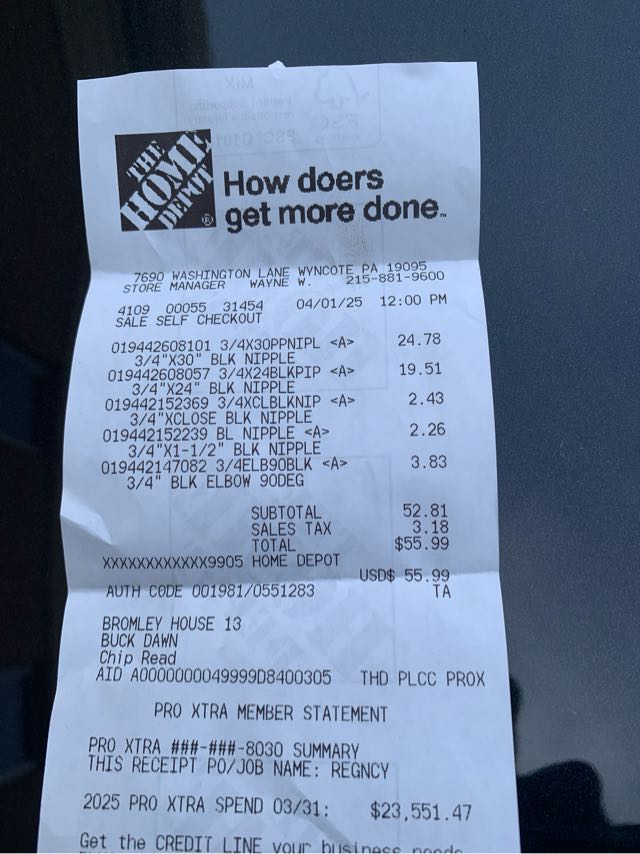 THE
HOME
DEPOT
®
How doers
get more done™
7690 WASHINGTON LANE WYNCOTE PA 19095
STORE MANAGER WAYNE W. 215-881-9600
4109 00055 31454 04/01/25 12:00 PM
SALE SELF CHECKOUT
019442608101 3/4X30PPNIPL <A> 24.78
3/4"X30" BLK NIPPLE
019442608057 3/4X24BLKPIP <A> 19.51
3/4"X24" BLK NIPPLE
019442152369 3/4XCLBLKNIP <A> 2.43
3/4"XCLOSE BLK NIPPLE
019442152239 BL NIPPLE <A> 2.26
3/4"X1-1/2" BLK NIPPLE
019442147082 3/4ELB90BLK <A> 3.83
3/4" BLK ELBOW 90DEG
SUBTOTAL 52.81
SALES TAX 3.18
TOTAL $55.99
XXXXXXXXXXXX9905 HOME DEPOT
USD$ 55.99
AUTH CODE 001981/0551283 TA
BROMLEY HOUSE 13
BUCK DAWN
Chip Read
AID A0000000049999D8400305 THD PLCC PROX
PRO XTRA MEMBER STATEMENT
PRO XTRA ###-###-8030 SUMMARY
THIS RECEIPT PO/JOB NAME: REGNCY
2025 PRO XTRA SPEND 03/31: $23,551.47
Get the CREDIT LINE your business needs